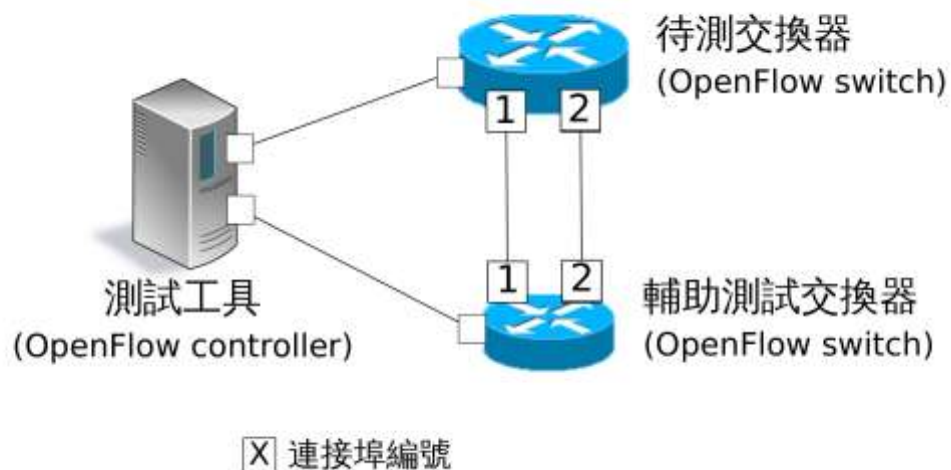 待測交換器
(OpenFlow switch)
1 2
1 2
測試工具
(OpenFlow controller)
輔助測試交換器
(OpenFlow switch)
X 連接埠編號